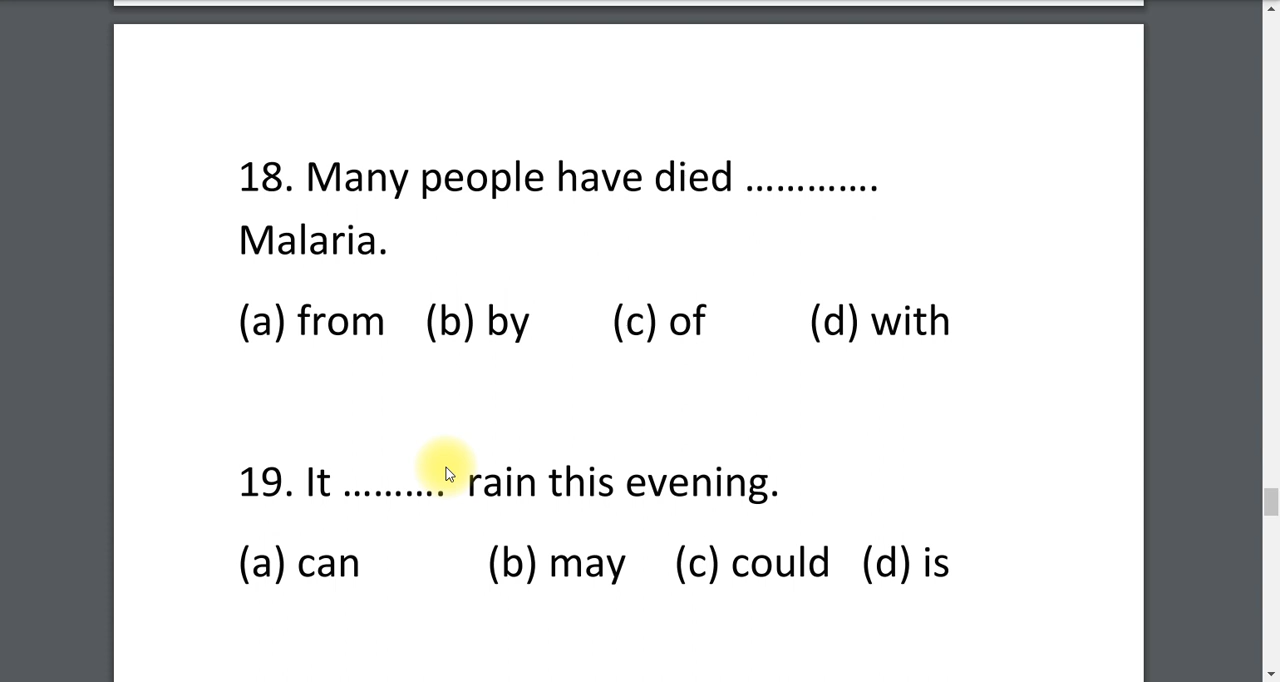 18. Many people have died .............
Malaria.
(a) from (b) by (c) of (d) with
19. It .......... rain this evening.
(a) can (b) may (c) could (d) is